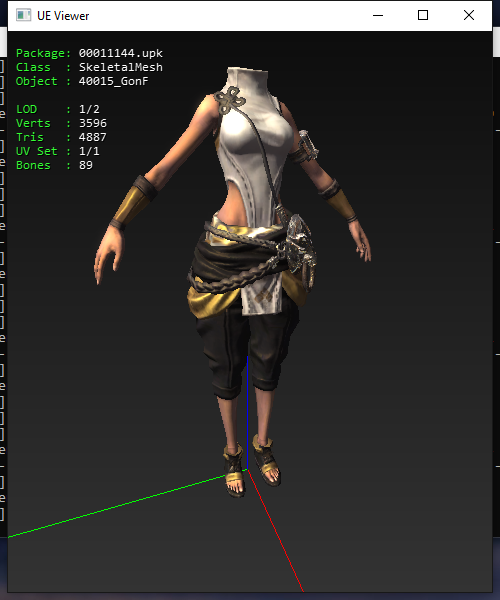 UE Viewer
Package: 00011144.upk
Class : SkeletalMesh
Object : 40015_GonF
LOD : 1/2
Verts : 3596
Tris : 4887
UV Set : 1/1
Bones : 89